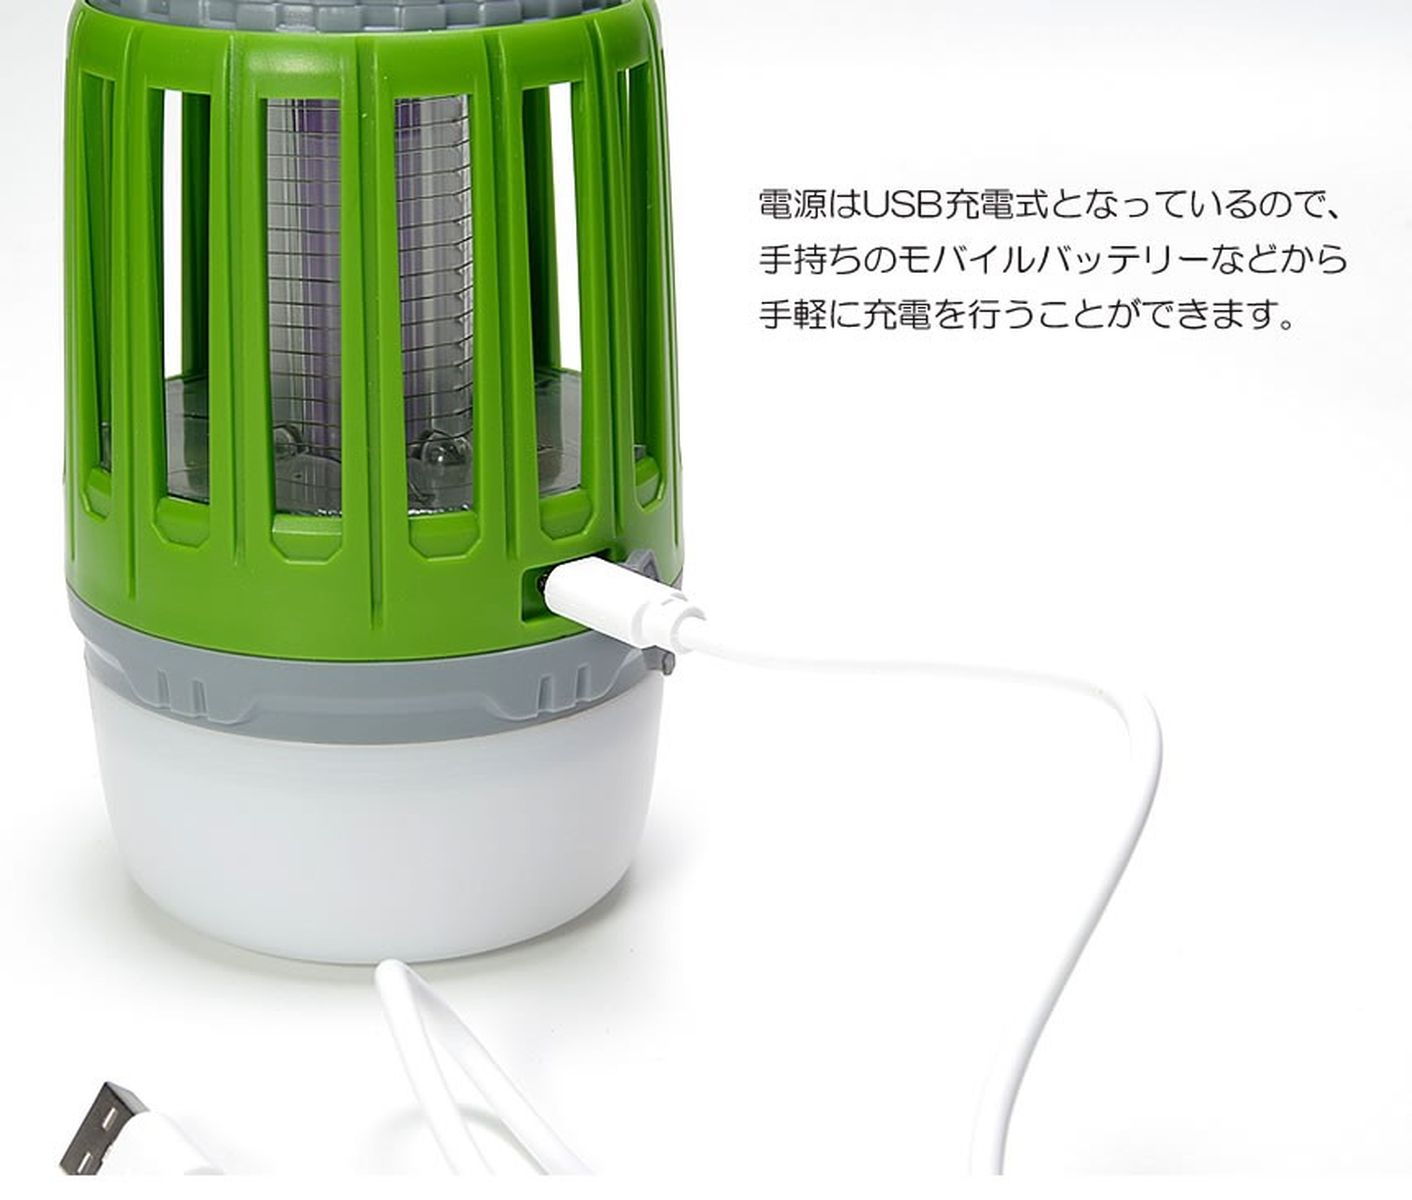 電源はUSB充電式となっているので、
手持ちのモバイルバッテリーなどから
手軽に充電を行うことができます。